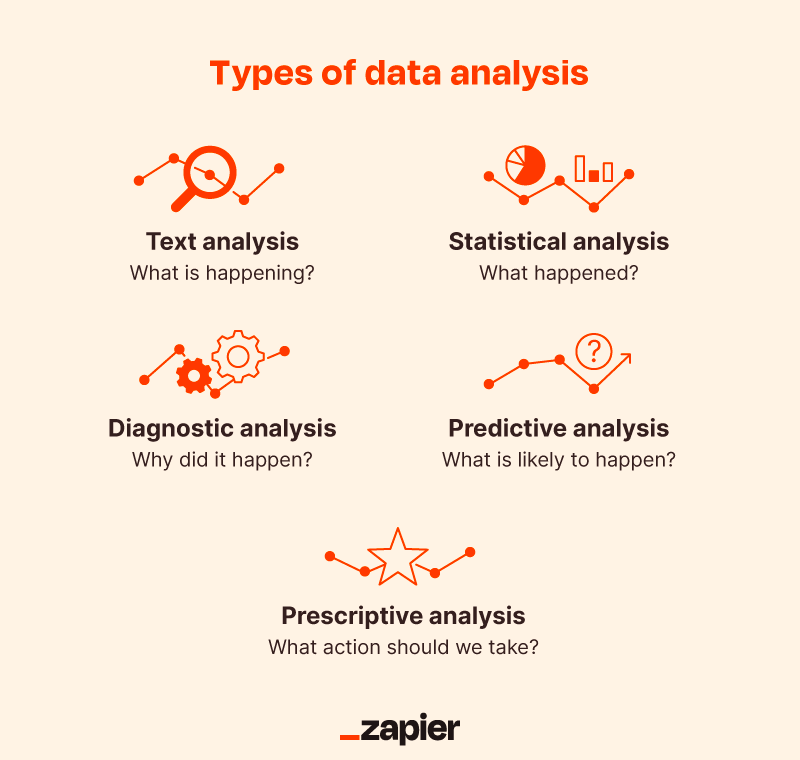 Types of data analysis
Text analysis
What is happening?
Statistical analysis
What happened?
Diagnostic analysis
Why did it happen?
Predictive analysis
What is likely to happen?
Prescriptive analysis
What action should we take?
_zapier